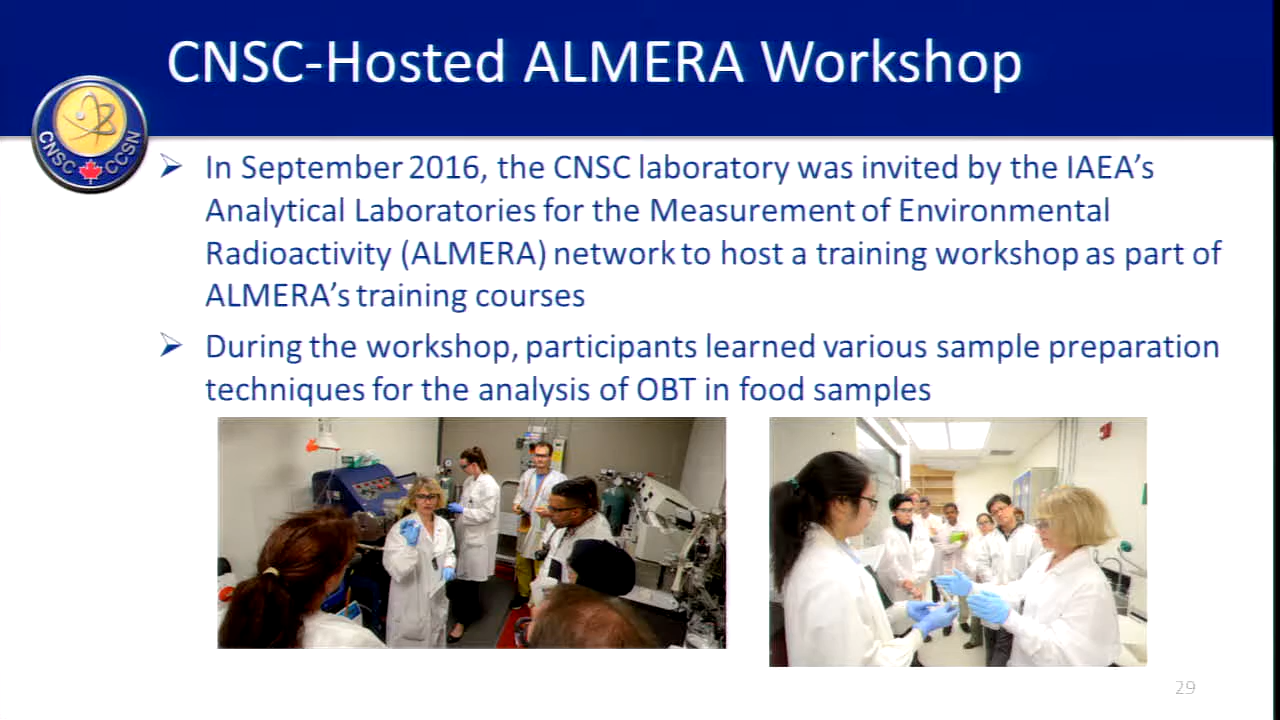 CNSC-Hosted ALMERA Workshop
CNSC CCSN
➢ In September 2016, the CNSC laboratory was invited by the IAEA’s
Analytical Laboratories for the Measurement of Environmental
Radioactivity (ALMERA) network to host a training workshop as part of
ALMERA’s training courses
➢ During the workshop, participants learned various sample preparation
techniques for the analysis of OBT in food samples
29